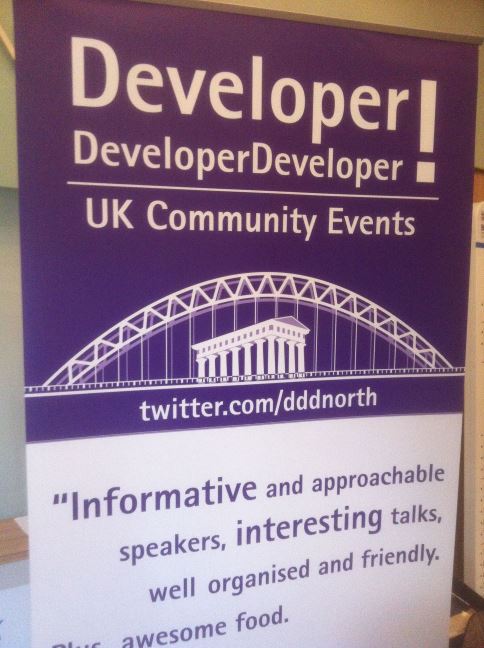 Developer!
DeveloperDeveloper
UK Community Events
twitter.com/dddnorth
"Informative and approachable
speakers, interesting talks,
well organised and friendly.
Plus awesome food.